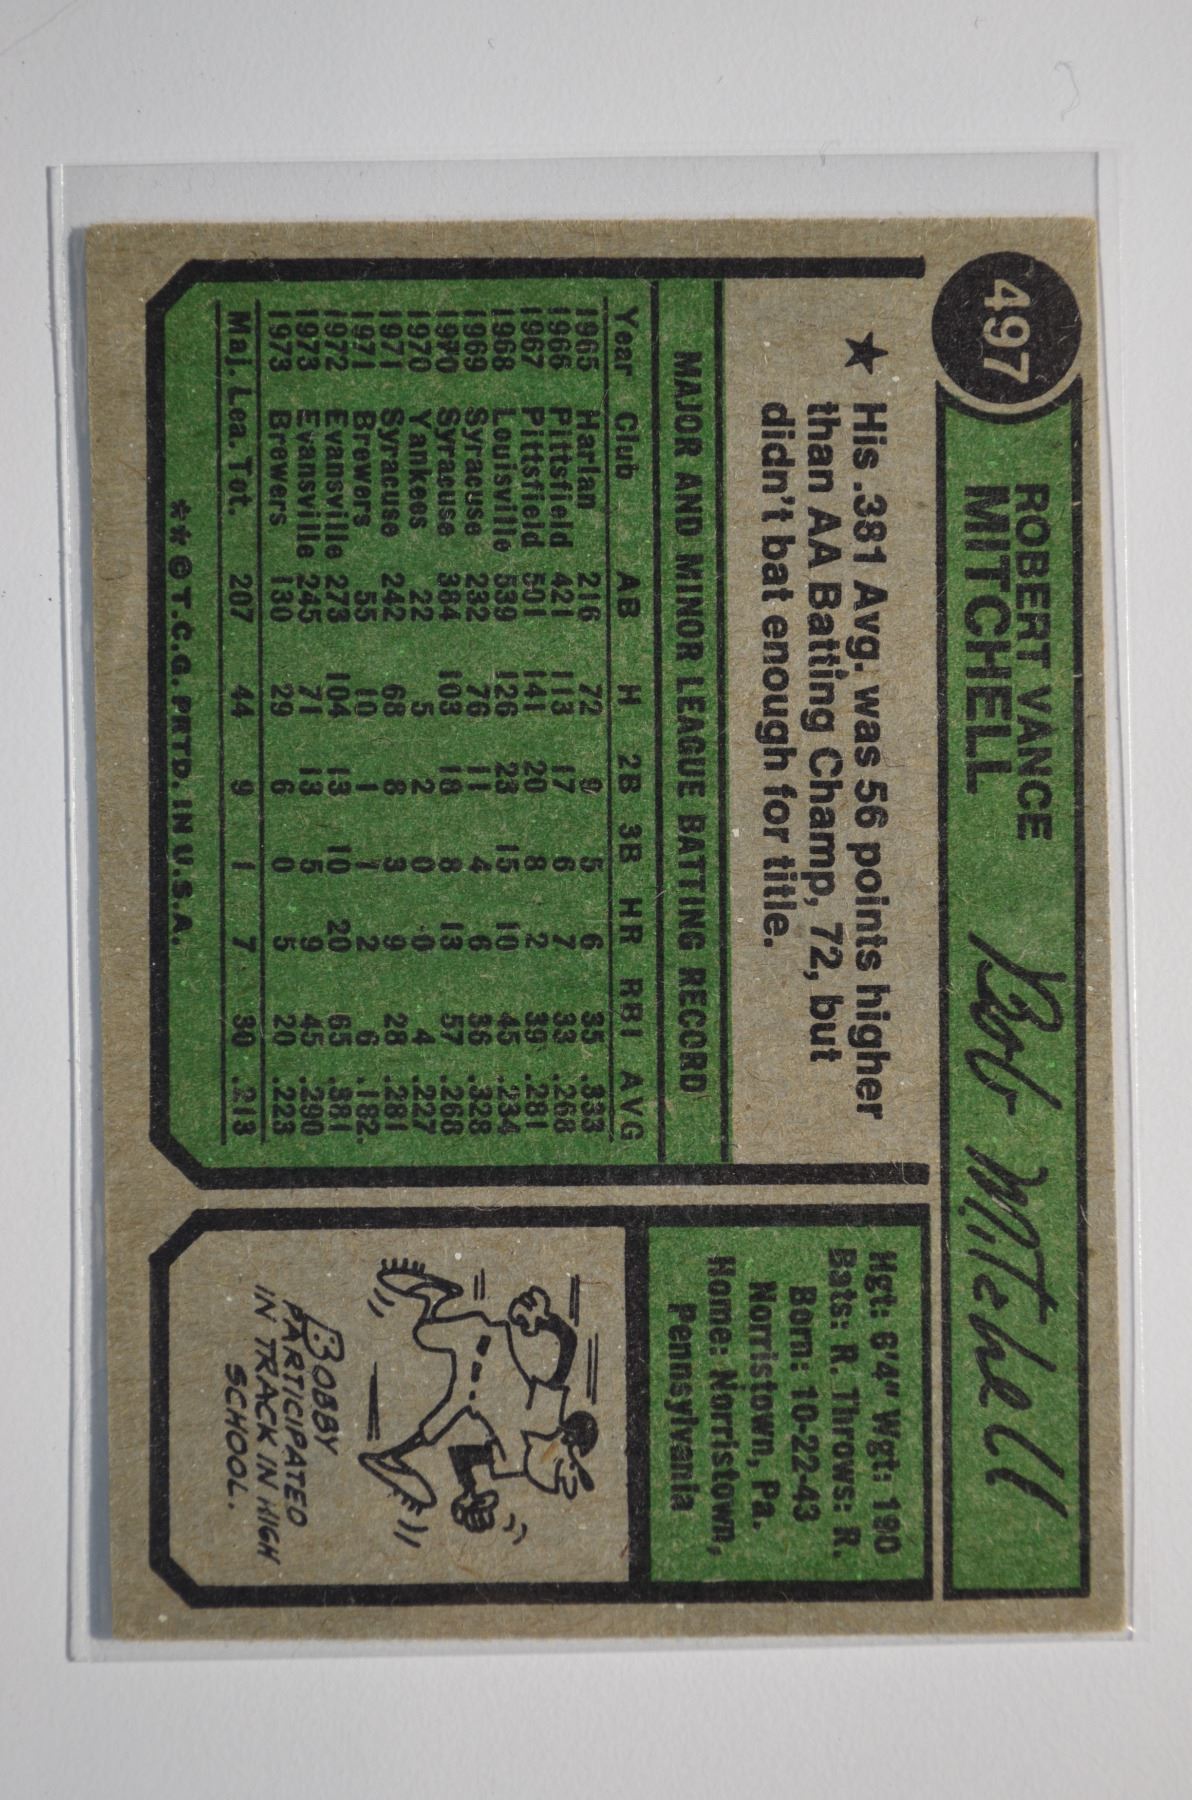 497
ROBERT VANCE
MITCHELL
Bob Mitchell
★ His .381 Avg. was 56 points higher
than AA Batting Champ, 72, but
didn't bat enough for title.
MAJOR AND MINOR LEAGUE BATTING RECORD
Year Club AB H 2B 3B HR RBI AVG
1965 Harlan 216 72 9 5 6 35 .333
1966 Pittsfield 421 113 17 6 7 33 .268
1967 Pittsfield 501 141 20 8 2 39 .281
1968 Louisville 539 126 23 15 10 45 .234
1969 Syracuse 232 76 11 4 6 36 .328
1970 Syracuse 384 103 18 8 13 57 .268
1970 Yankees 22 5 2 0 0 4 .227
1971 Syracuse 242 68 8 3 9 28 .281
1971 Brewers 55 10 1 1 2 6 .182.
1972 Evansville 273 104 13 10 20 65 .381
1973 Evansville 245 71 13 5 9 45 .290
1973 Brewers 130 29 6 0 5 20 .223
Maj. Lea. Tot. 207 44 9 1 7 30 .213
**©T.C.G. PRTD. IN U.S.A.
Hgt: 6'4" Wgt: 190
Bats: R. Throws: R.
Born: 10-22-43
Norristown, Pa.
Home: Norristown,
Pennsylvania
BOBBY
PARTICIPATED
IN TRACK IN HIGH
SCHOOL.